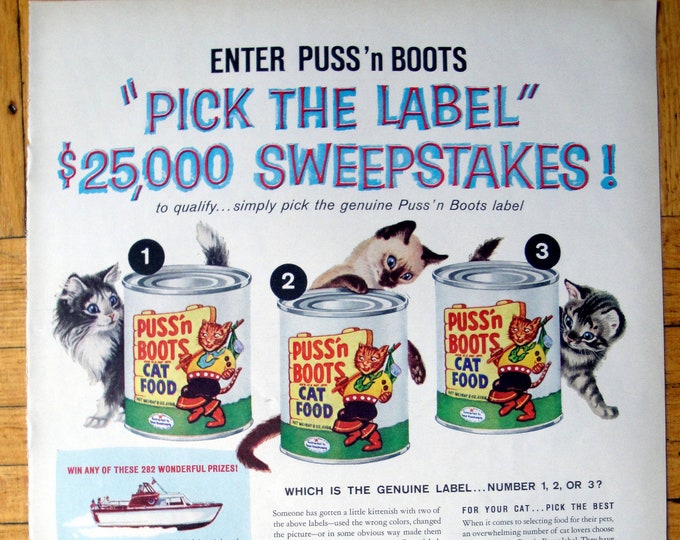 ENTER PUSS'n BOOTS
"PICK THE LABEL"
$25,000 SWEEPSTAKES!
to qualify...simply pick the genuine Puss'n Boots label
1
2
3
PUSS'n
BOOTS
CAT
FOOD
PUSS'n
BOOTS
CAT
FOOD
PUSS'n
BOOTS
CAT
FOOD
WIN ANY OF THESE 282 WONDERFUL PRIZES!
WHICH IS THE GENUINE LABEL...NUMBER 1, 2, OR 3?
Someone has gotten a little kittenish with two of
the above labels—used the wrong colors, changed
the picture—or in some obvious way made them
FOR YOUR CAT...PICK THE BEST
When it comes to selecting food for their pets,
an overwhelming number of cat lovers choose